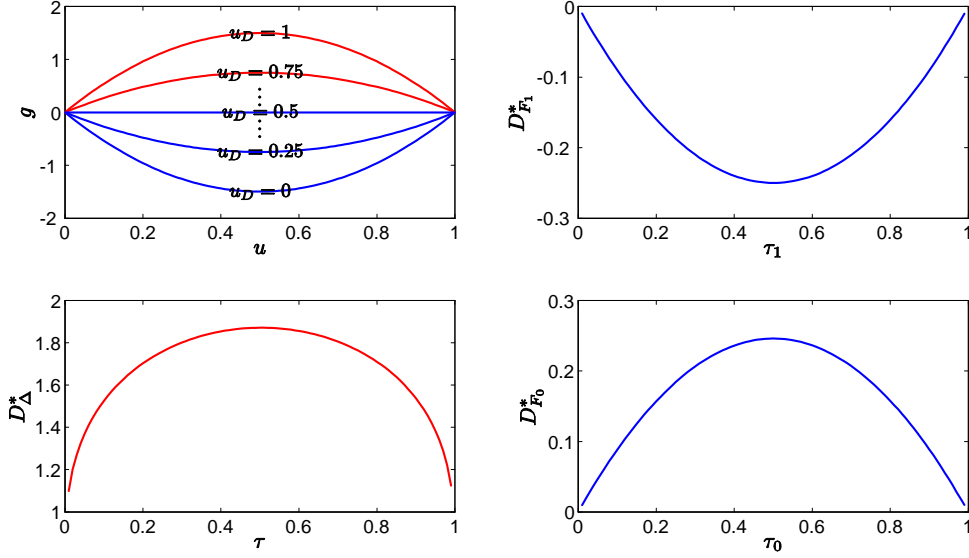 2
1
0
-1
-2
g
u_D = 1
u_D = 0.75
u_D = 0.5
u_D = 0.25
u_D = 0
0 0.2 0.4 0.6 0.8 1
u
0
-0.1
-0.2
-0.3
D*_{F_1}
0 0.2 0.4 0.6 0.8 1
τ_1
2
1.8
1.6
1.4
1.2
1
D*_Δ
0 0.2 0.4 0.6 0.8 1
τ
0.3
0.2
0.1
0
D*_{F_0}
0 0.2 0.4 0.6 0.8 1
τ_0